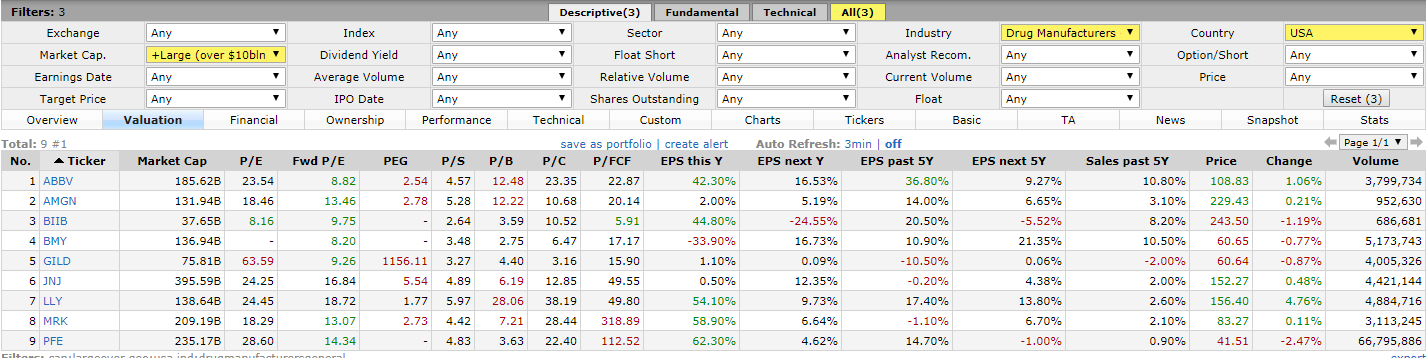 Filters: 3 Descriptive(3) Fundamental Technical All(3)
Exchange Any Index Any Sector Any Industry Drug Manufacturers Country USA
Market Cap. +Large (over $10bln Dividend Yield Any Float Short Any Analyst Recom. Any Option/Short Any
Earnings Date Any Average Volume Any Relative Volume Any Current Volume Any Price Any
Target Price Any IPO Date Any Shares Outstanding Any Float Any Reset (3)
Overview Valuation Financial Ownership Performance Technical Custom Charts Tickers Basic TA News Snapshot Stats
Total: 9 #1 save as portfolio | create alert Auto Refresh: 3min | off Page 1/1
No. Ticker Market Cap P/E Fwd P/E PEG P/S P/B P/C P/FCF EPS this Y EPS next Y EPS past 5Y EPS next 5Y Sales past 5Y Price Change Volume
1 ABBV 185.62B 23.54 8.82 2.54 4.57 12.48 23.35 22.87 42.30% 16.53% 36.80% 9.27% 10.80% 108.83 1.06% 3,799,734
2 AMGN 131.94B 18.46 13.46 2.78 5.28 12.22 10.68 20.14 2.00% 5.19% 14.00% 6.65% 3.10% 229.43 0.21% 952,630
3 BIIB 37.65B 8.16 9.75 - 2.64 3.59 10.52 5.91 44.80% -24.55% 20.50% -5.52% 8.20% 243.50 -1.19% 686,681
4 BMY 136.94B - 8.20 - 3.48 2.75 6.47 17.17 -33.90% 16.73% 10.90% 21.35% 10.50% 60.65 -0.77% 5,173,743
5 GILD 75.81B 63.59 9.26 1156.11 3.27 4.40 3.16 15.90 1.10% 0.09% -10.50% 0.06% -2.00% 60.64 -0.87% 4,005,326
6 JNJ 395.59B 24.25 16.84 5.54 4.89 6.19 12.85 49.55 0.50% 12.35% -0.20% 4.38% 2.00% 152.27 0.48% 4,421,144
7 LLY 138.64B 24.45 18.72 1.77 5.97 28.06 38.19 49.80 54.10% 9.73% 17.40% 13.80% 2.60% 156.40 4.76% 4,884,716
8 MRK 209.19B 18.29 13.07 2.73 4.42 7.21 28.44 318.89 58.90% 6.64% -1.10% 6.70% 2.10% 83.27 0.11% 3,113,245
9 PFE 235.17B 28.60 14.34 - 4.83 3.63 22.40 112.52 62.30% 4.62% 14.70% -1.00% 0.90% 41.51 -2.47% 66,795,885
Filters: export